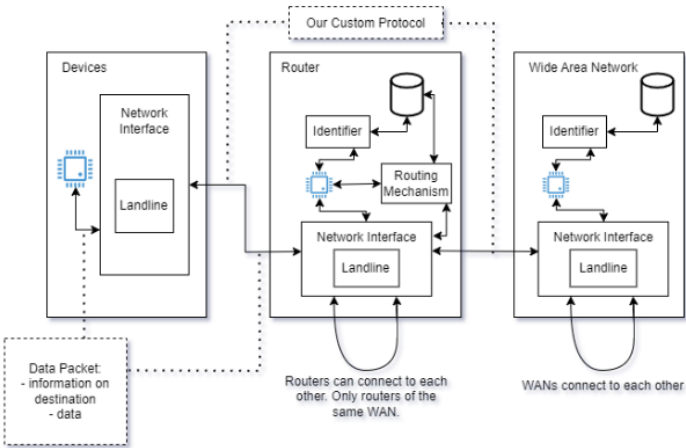 Our Custom Protocol
Devices
Network
Interface
Landline
Router
Identifier
Routing
Mechanism
Network Interface
Landline
Wide Area Network
Identifier
Network Interface
Landline
Data Packet:
- information on
destination
- data
Routers can connect to each
other. Only routers of the
same WAN.
WANs connect to each other